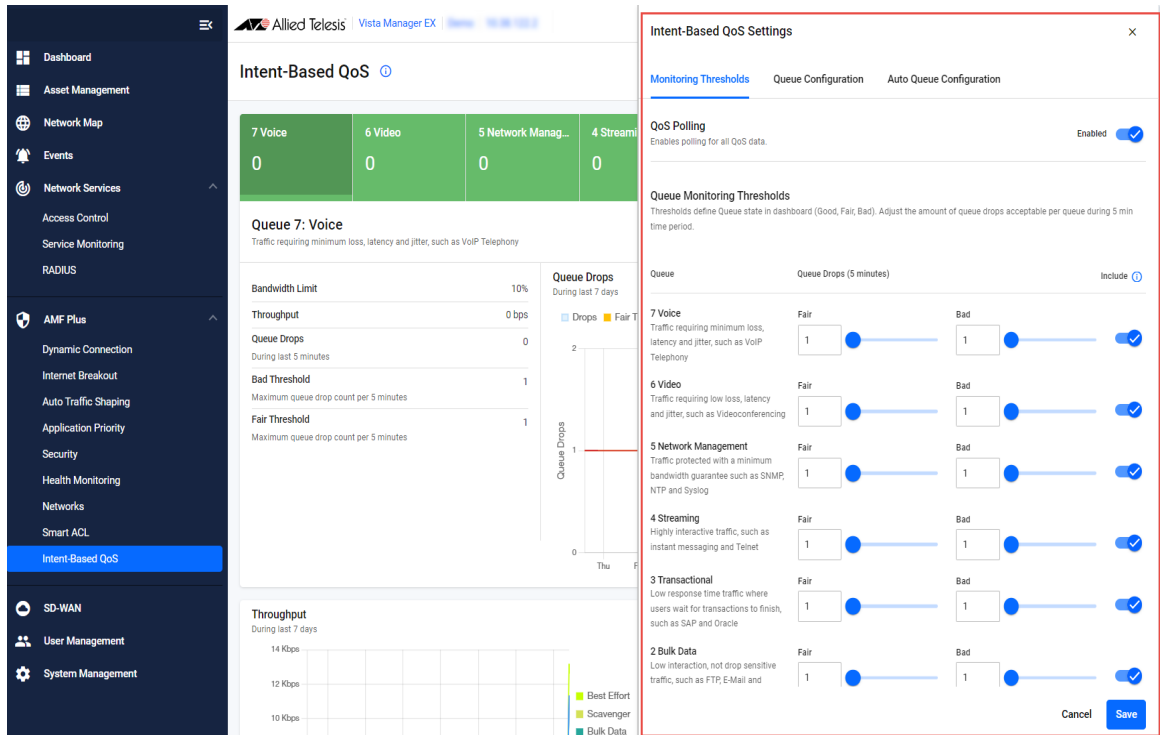 Dashboard
Asset Management
Network Map
Events
Network Services
Access Control
Service Monitoring
RADIUS
AMF Plus
Dynamic Connection
Internet Breakout
Auto Traffic Shaping
Application Priority
Security
Health Monitoring
Networks
Smart ACL
Intent-Based QoS
SD-WAN
User Management
System Management
Allied Telesis Vista Manager EX
Intent-Based QoS
7 Voice 6 Video 5 Network Manag... 4 Streami
0 0 0 0
Queue 7: Voice
Traffic requiring minimum loss, latency and jitter, such as VoIP Telephony
Bandwidth Limit 10%
Throughput 0 bps
Queue Drops 0
During last 5 minutes
Bad Threshold 1
Maximum queue drop count per 5 minutes
Fair Threshold 1
Maximum queue drop count per 5 minutes
Queue Drops
During last 7 days
Drops Fair T
2
Queue Drops
1
0
Thu F
Throughput
During last 7 days
14 Kbps
12 Kbps
10 Kbps
Best Effort
Scavenger
Bulk Data
Intent-Based QoS Settings
Monitoring Thresholds Queue Configuration Auto Queue Configuration
QoS Polling
Enables polling for all QoS data.
Enabled
Queue Monitoring Thresholds
Thresholds define Queue state in dashboard (Good, Fair, Bad). Adjust the amount of queue drops acceptable per queue during 5 min
time period.
Queue Queue Drops (5 minutes) Include
7 Voice Fair Bad
Traffic requiring minimum loss,
latency and jitter, such as VoIP 1 1
Telephony
6 Video Fair Bad
Traffic requiring low loss, latency
and jitter, such as Videoconferencing 1 1
5 Network Management Fair Bad
Traffic protected with a minimum
bandwidth guarantee such as SNMP, 1 1
NTP and Syslog
4 Streaming Fair Bad
Highly interactive traffic, such as
instant messaging and Telnet 1 1
3 Transactional Fair Bad
Low response time traffic where
users wait for transactions to finish, 1 1
such as SAP and Oracle
2 Bulk Data Fair Bad
Low interaction, not drop sensitive
traffic, such as FTP, E-Mail and 1 1
Cancel Save